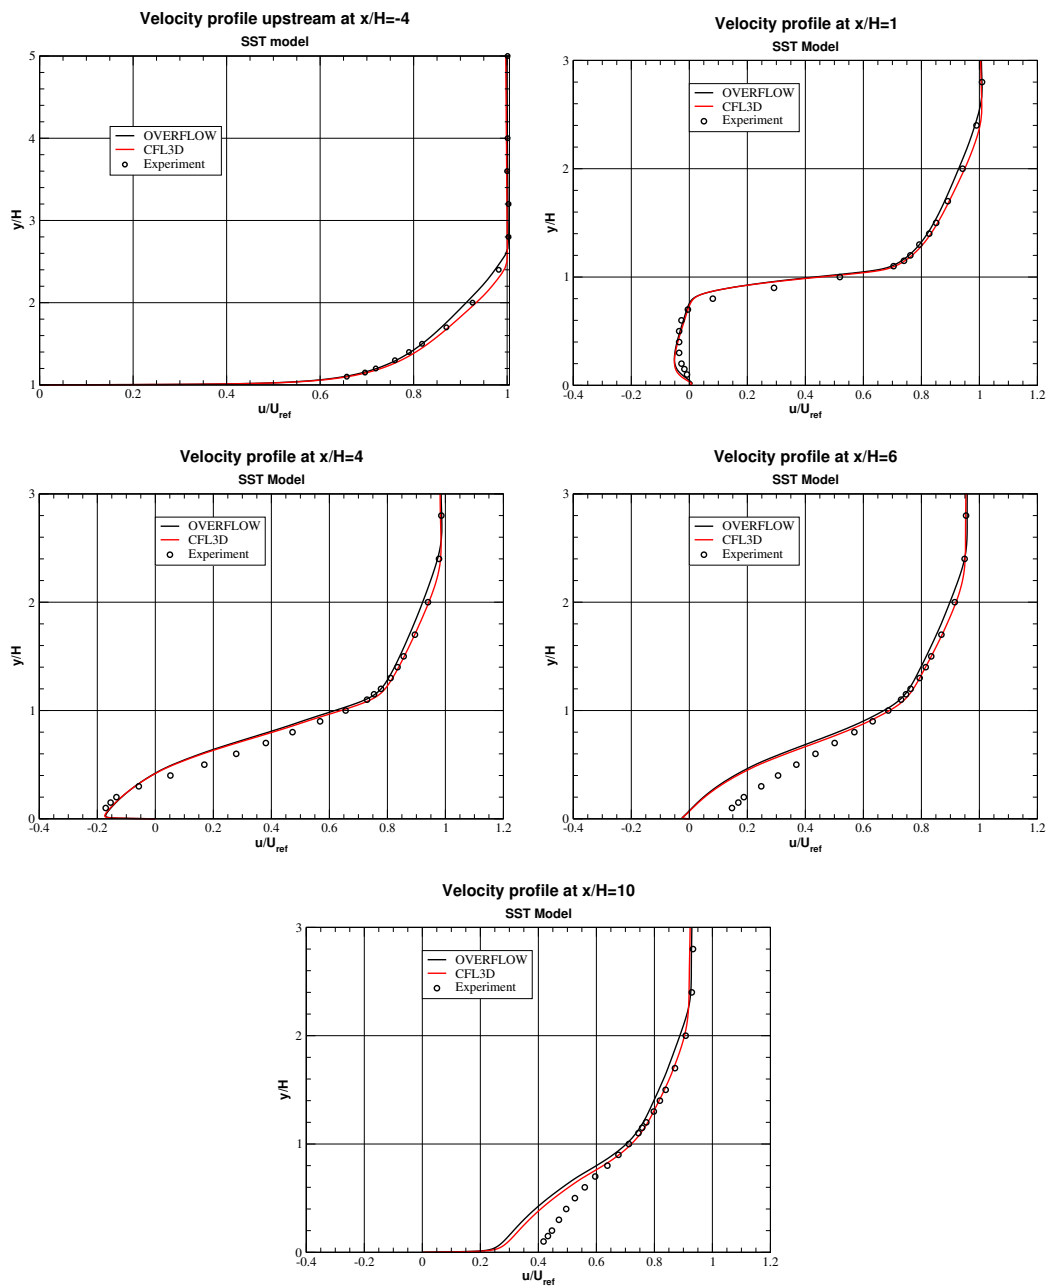 Velocity profile upstream at x/H=-4
SST model
5
4
3
2
1
y/H
OVERFLOW
CFL3D
Experiment
0
0.2
0.4
0.6
0.8
1
u/Uref
Velocity profile at x/H=1
SST Model
3
2
1
0
y/H
OVERFLOW
CFL3D
Experiment
-0.4
-0.2
0
0.2
0.4
0.6
0.8
1
1.2
u/Uref
Velocity profile at x/H=4
SST Model
3
2
1
0
y/H
OVERFLOW
CFL3D
Experiment
-0.4
-0.2
0
0.2
0.4
0.6
0.8
1
1.2
u/Uref
Velocity profile at x/H=6
SST Model
3
2
1
0
y/H
OVERFLOW
CFL3D
Experiment
-0.4
-0.2
0
0.2
0.4
0.6
0.8
1
1.2
u/Uref
Velocity profile at x/H=10
SST Model
3
2
1
0
y/H
OVERFLOW
CFL3D
Experiment
-0.4
-0.2
0
0.2
0.4
0.6
0.8
1
1.2
u/Uref